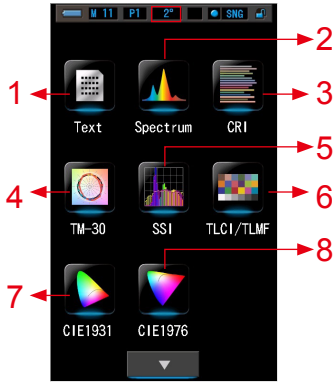 M 11 P1 2° SNG
2
1 3
Text Spectrum CRI
5
4 6
TM-30 SSI TLCI/TLMF
8
7
CIE1931 CIE1976